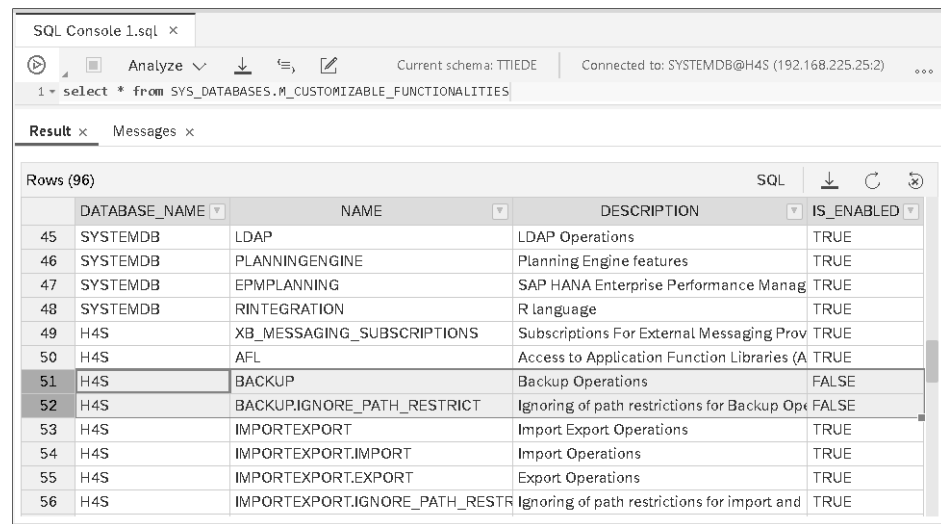 SQL Console 1.sql ×
Analyze Current schema: TTIEDE Connected to: SYSTEMDB@H4S (192.168.225.25:2)
1 select * from SYS_DATABASES.M_CUSTOMIZABLE_FUNCTIONALITIES
Result × Messages ×
Rows (96) SQL
DATABASE_NAME NAME DESCRIPTION IS_ENABLED
45 SYSTEMDB LDAP LDAP Operations TRUE
46 SYSTEMDB PLANNINGENGINE Planning Engine features TRUE
47 SYSTEMDB EPMPLANNING SAP HANA Enterprise Performance Manag TRUE
48 SYSTEMDB RINTEGRATION R language TRUE
49 H4S XB_MESSAGING_SUBSCRIPTIONS Subscriptions For External Messaging Prov TRUE
50 H4S AFL Access to Application Function Libraries (A TRUE
51 H4S BACKUP Backup Operations FALSE
52 H4S BACKUP.IGNORE_PATH_RESTRICT Ignoring of path restrictions for Backup Ope FALSE
53 H4S IMPORTEXPORT Import Export Operations TRUE
54 H4S IMPORTEXPORT.IMPORT Import Operations TRUE
55 H4S IMPORTEXPORT.EXPORT Export Operations TRUE
56 H4S IMPORTEXPORT.IGNORE_PATH_RESTR Ignoring of path restrictions for import and TRUE